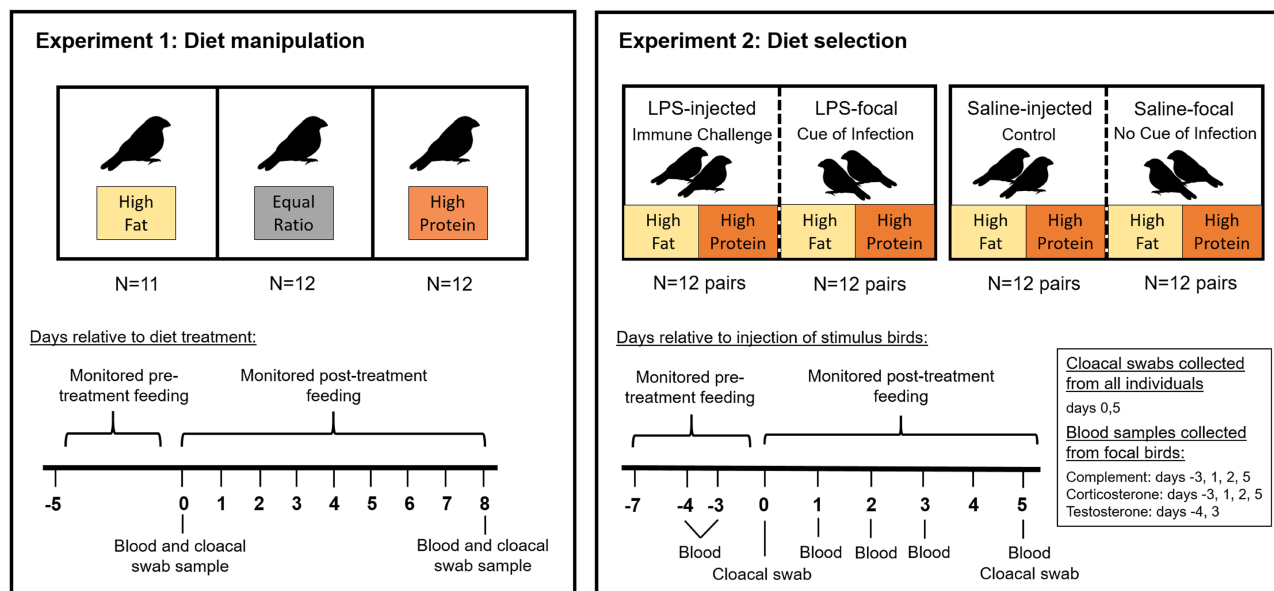 Experiment 1: Diet manipulation
High
Fat
Equal
Ratio
High
Protein
N=11
N=12
N=12
Days relative to diet treatment:
Monitored pre-
treatment feeding
Monitored post-treatment
feeding
-5
0
1
2
3
4
5
6
7
8
Blood and cloacal
swab sample
Blood and cloacal
swab sample
Experiment 2: Diet selection
LPS-injected
Immune Challenge
LPS-focal
Cue of Infection
Saline-injected
Control
Saline-focal
No Cue of Infection
High
Fat
High
Protein
High
Fat
High
Protein
High
Fat
High
Protein
High
Fat
High
Protein
N=12 pairs
N=12 pairs
N=12 pairs
N=12 pairs
Days relative to injection of stimulus birds:
Monitored pre-
treatment feeding
Monitored post-treatment
feeding
-7
-4
-3
0
1
2
3
4
5
Blood
Cloacal swab
Blood
Blood
Blood
Blood
Cloacal swab
Cloacal swabs collected
from all individuals
days 0,5
Blood samples collected
from focal birds:
Complement: days -3, 1, 2, 5
Corticosterone: days -3, 1, 2, 5
Testosterone: days -4, 3